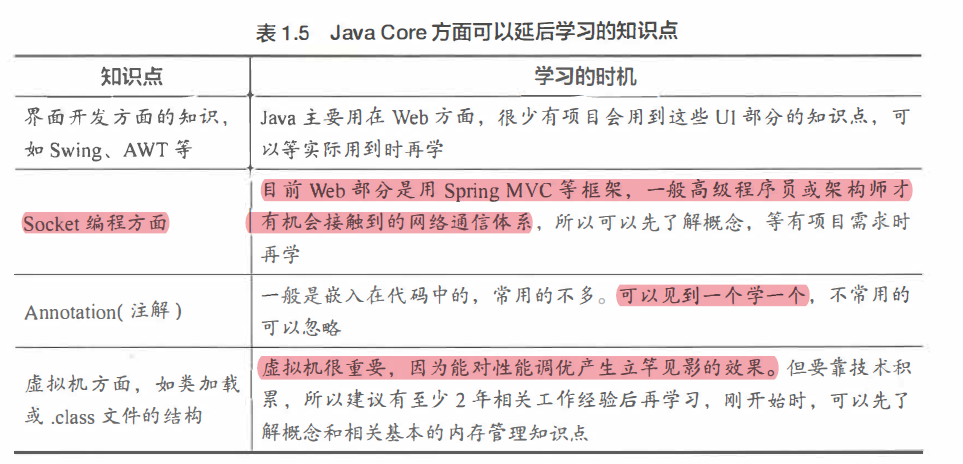 表 1.5 Java Core 方面可以延后学习的知识点
知识点
学习的时机
界面开发方面的知识，
如 Swing、AWT 等
Java 主要用在 Web 方面，很少有项目会用到这些 UI 部分的知识点，可
以等实际用到时再学
Socket 编程方面
目前 Web 部分是用 Spring MVC 等框架，一般高级程序员或架构师才
有机会接触到的网络通信体系，所以可以先了解概念，等有项目需求时
再学
Annotation( 注解 )
一般是嵌入在代码中的，常用的不多。可以见到一个学一个，不常用的
可以忽略
虚拟机方面，如类加载
或 .class 文件的结构
虚拟机很重要，因为能对性能调优产生立竿见影的效果。但要靠技术积
累，所以建议有至少 2 年相关工作经验后再学习，刚开始时，可以先了
解概念和相关基本的内存管理知识点